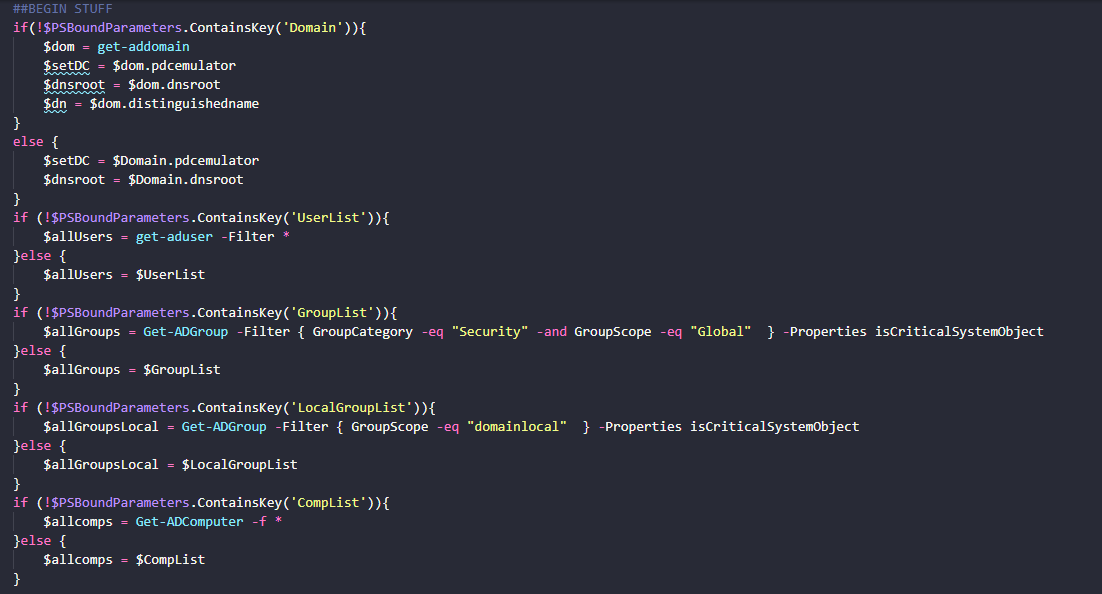 ##BEGIN STUFF
if(!$PSBoundParameters.ContainsKey('Domain')){
    $dom = get-addomain
    $setDC = $dom.pdcemulator
    $dnsroot = $dom.dnsroot
    $dn = $dom.distinguishedname
}
else {
    $setDC = $Domain.pdcemulator
    $dnsroot = $Domain.dnsroot
}
if (!$PSBoundParameters.ContainsKey('UserList')){
    $allUsers = get-aduser -Filter *
}else {
    $allUsers = $UserList
}
if (!$PSBoundParameters.ContainsKey('GroupList')){
    $allGroups = Get-ADGroup -Filter { GroupCategory -eq "Security" -and GroupScope -eq "Global"  } -Properties isCriticalSystemObject
}else {
    $allGroups = $GroupList
}
if (!$PSBoundParameters.ContainsKey('LocalGroupList')){
    $allGroupsLocal = Get-ADGroup -Filter { GroupScope -eq "domainlocal"  } -Properties isCriticalSystemObject
}else {
    $allGroupsLocal = $LocalGroupList
}
if (!$PSBoundParameters.ContainsKey('CompList')){
    $allcomps = Get-ADComputer -f *
}else {
    $allcomps = $CompList
}